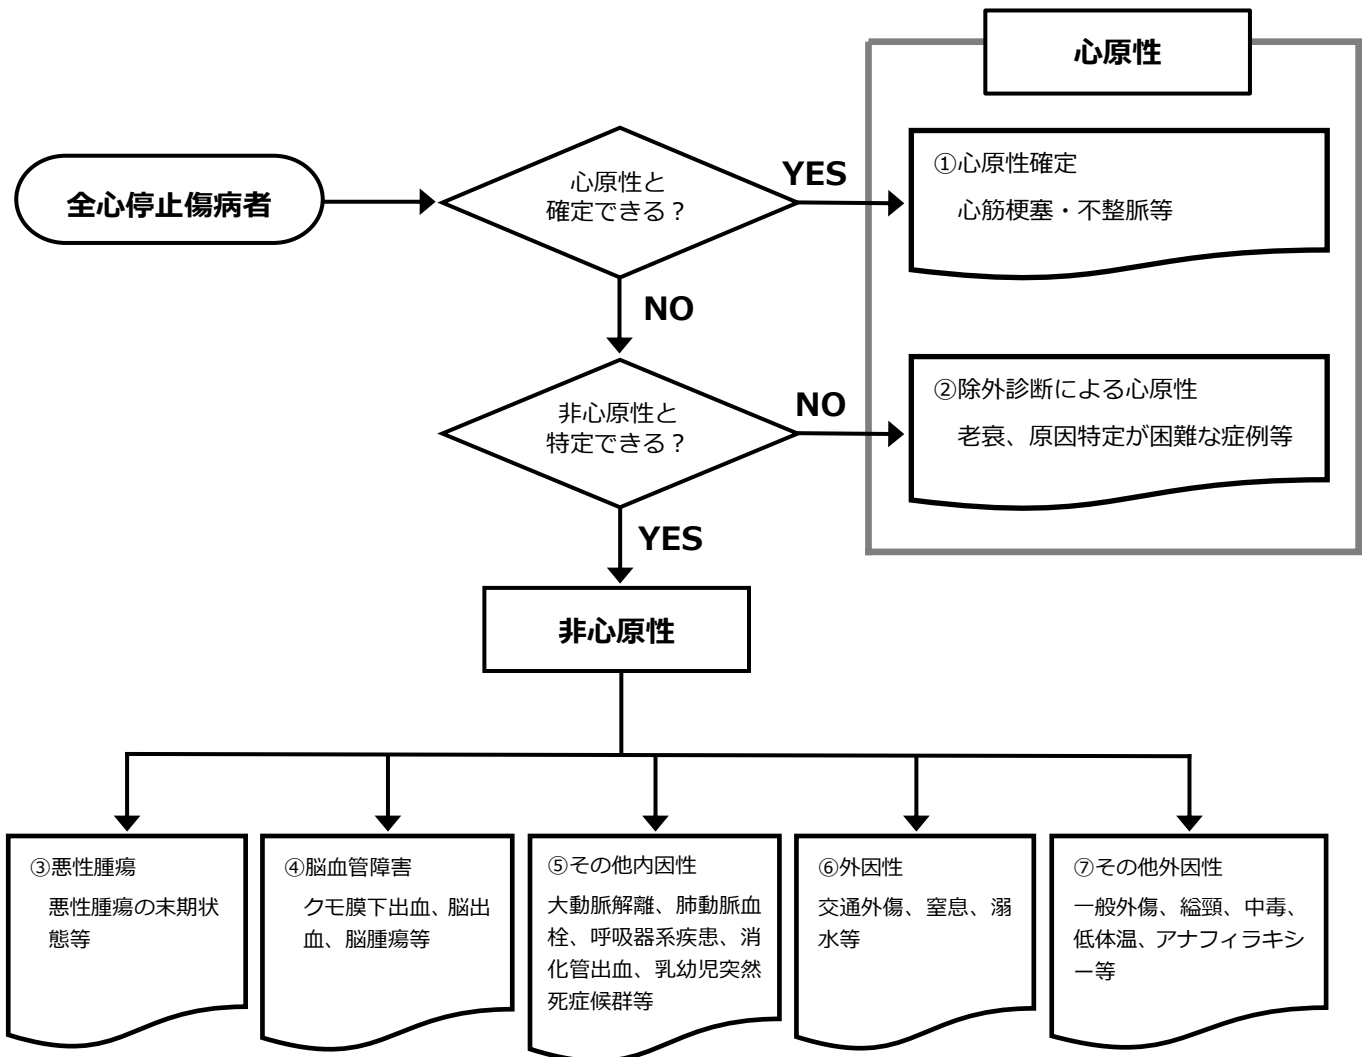 心原性
全心停止傷病者
心原性と
確定できる？
YES
①心原性確定
心筋梗塞・不整脈等
NO
非心原性と
特定できる？
NO
②除外診断による心原性
老衰、原因特定が困難な症例等
YES
非心原性
③悪性腫瘍
悪性腫瘍の末期状
態等
④脳血管障害
クモ膜下出血、脳出
血、脳腫瘍等
⑤その他内因性
大動脈解離、肺動脈血
栓、呼吸器系疾患、消
化管出血、乳幼児突然
死症候群等
⑥外因性
交通外傷、窒息、溺
水等
⑦その他外因性
一般外傷、縊頸、中毒、
低体温、アナフィラキシ
ー等